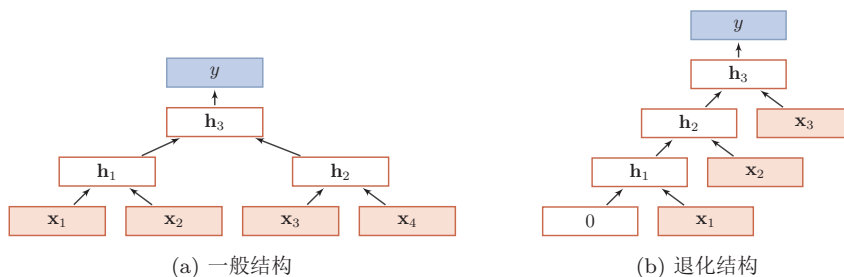 y
h₃
h₁ h₂
x₁ x₂ x₃ x₄
(a) 一般结构
y
h₃
h₂ x₃
h₁ x₂
0 x₁
(b) 退化结构